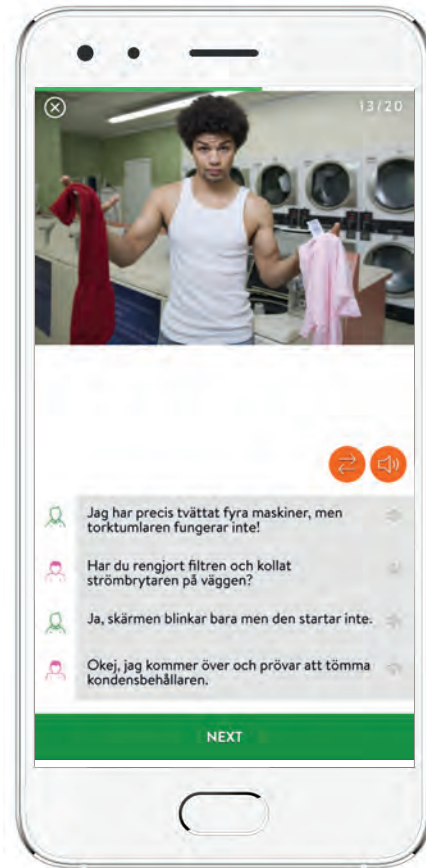 13/20
Jag har precis tvättat fyra maskiner, men
torktumlaren fungerar inte!
Har du rengjort filtren och kollat
strömbrytaren på väggen?
Ja, skärmen blinkar bara men den startar inte.
Okej, jag kommer över och prövar att tömma
kondensbehållaren.
NEXT